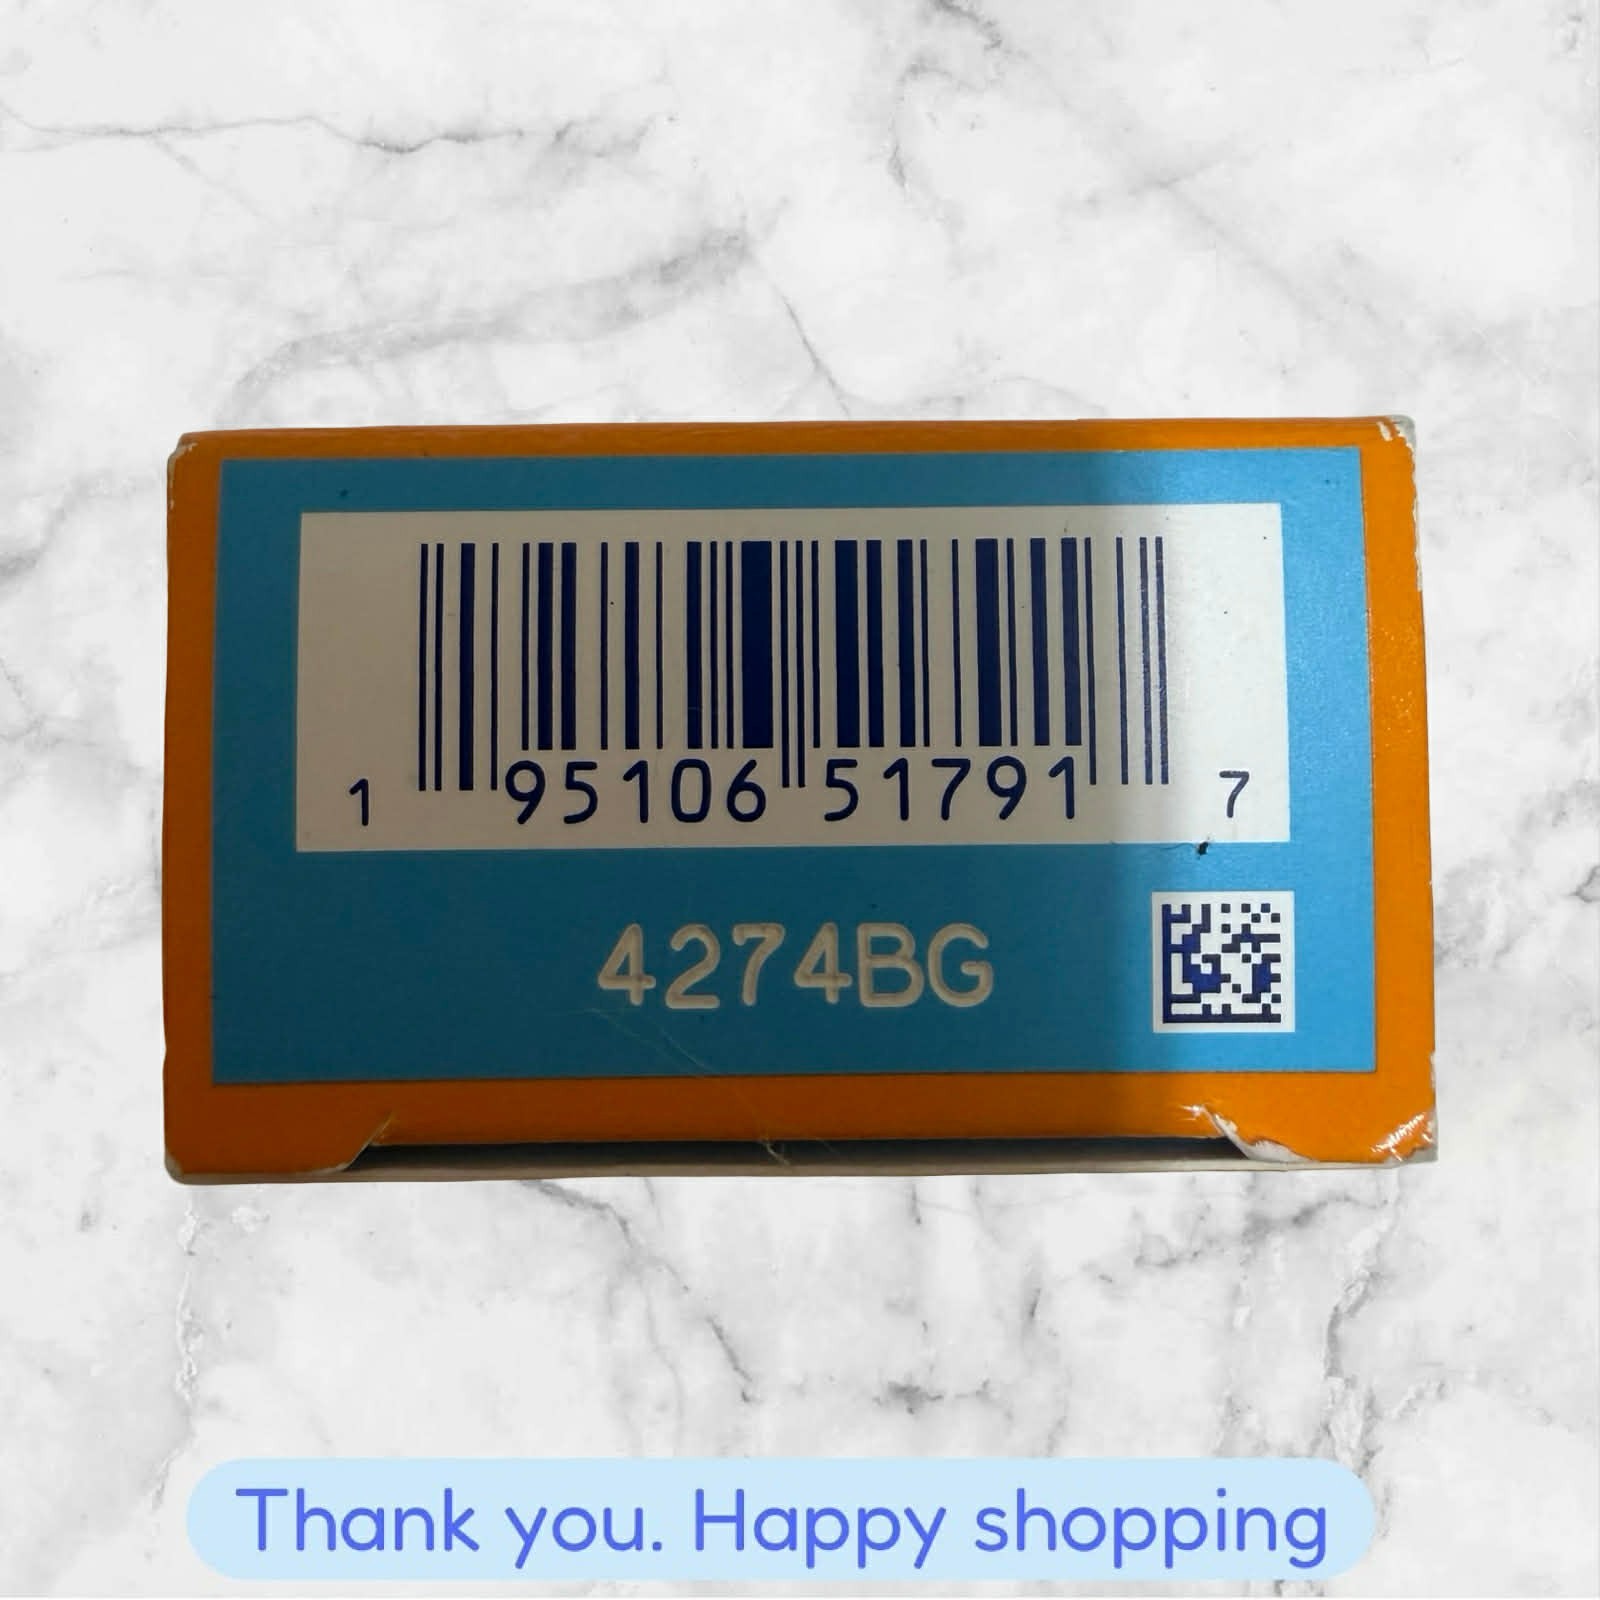 1 95106 51791 7
4274BG
Thank you. Happy shopping